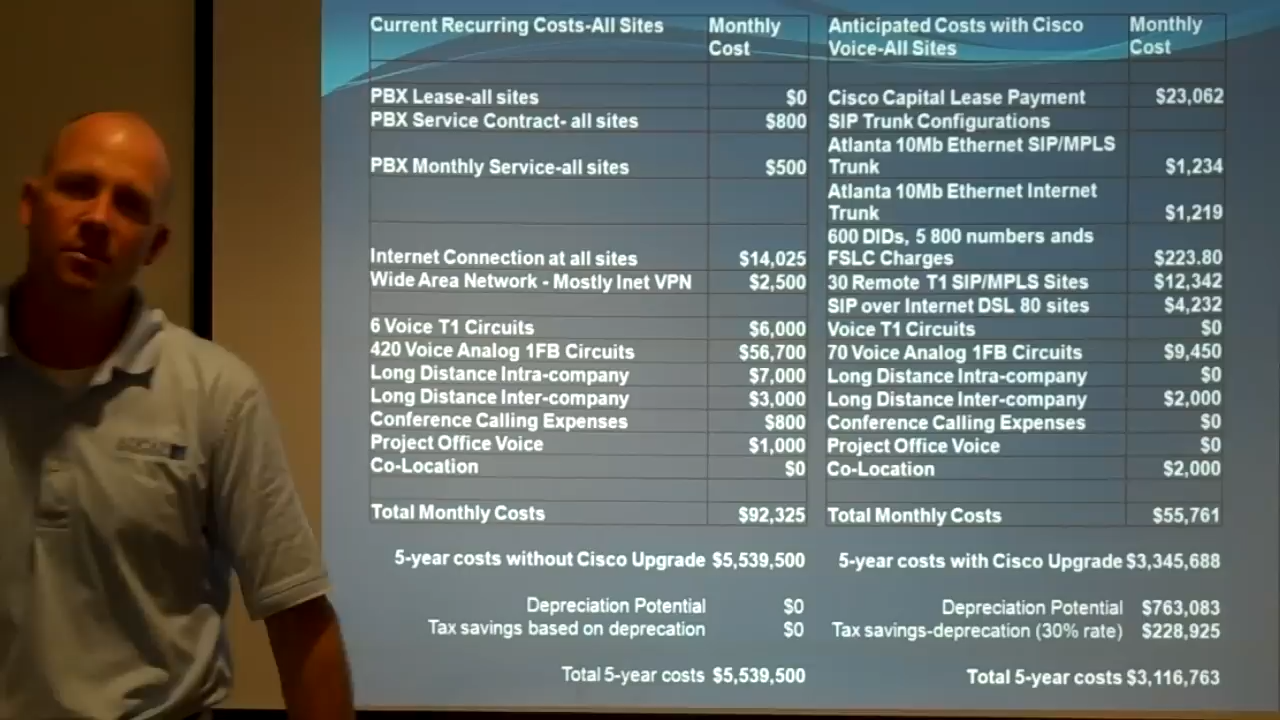 Current Recurring Costs-All Sites Monthly Cost
PBX Lease-all sites $0
PBX Service Contract- all sites $800
PBX Monthly Service-all sites $500
Internet Connection at all sites $14,025
Wide Area Network - Mostly Inet VPN $2,500
6 Voice T1 Circuits $6,000
420 Voice Analog 1FB Circuits $56,700
Long Distance Intra-company $7,000
Long Distance Inter-company $3,000
Conference Calling Expenses $800
Project Office Voice $1,000
Co-Location $0
Total Monthly Costs $92,325
5-year costs without Cisco Upgrade $5,539,500
Depreciation Potential $0
Tax savings based on deprecation $0
Total 5-year costs $5,539,500
Anticipated Costs with Cisco Monthly
Voice-All Sites Cost
Cisco Capital Lease Payment $23,062
SIP Trunk Configurations
Atlanta 10Mb Ethernet SIP/MPLS
Trunk $1,234
Atlanta 10Mb Ethernet Internet
Trunk $1,219
600 DIDs, 5 800 numbers ands
FSLC Charges $223.80
30 Remote T1 SIP/MPLS Sites $12,342
SIP over Internet DSL 80 sites $4,232
Voice T1 Circuits $0
70 Voice Analog 1FB Circuits $9,450
Long Distance Intra-company $0
Long Distance Inter-company $2,000
Conference Calling Expenses $0
Project Office Voice $0
Co-Location $2,000
Total Monthly Costs $55,761
5-year costs with Cisco Upgrade $3,345,688
Depreciation Potential $763,083
Tax savings-depreciation (30% rate) $228,925
Total 5-year costs $3,116,763